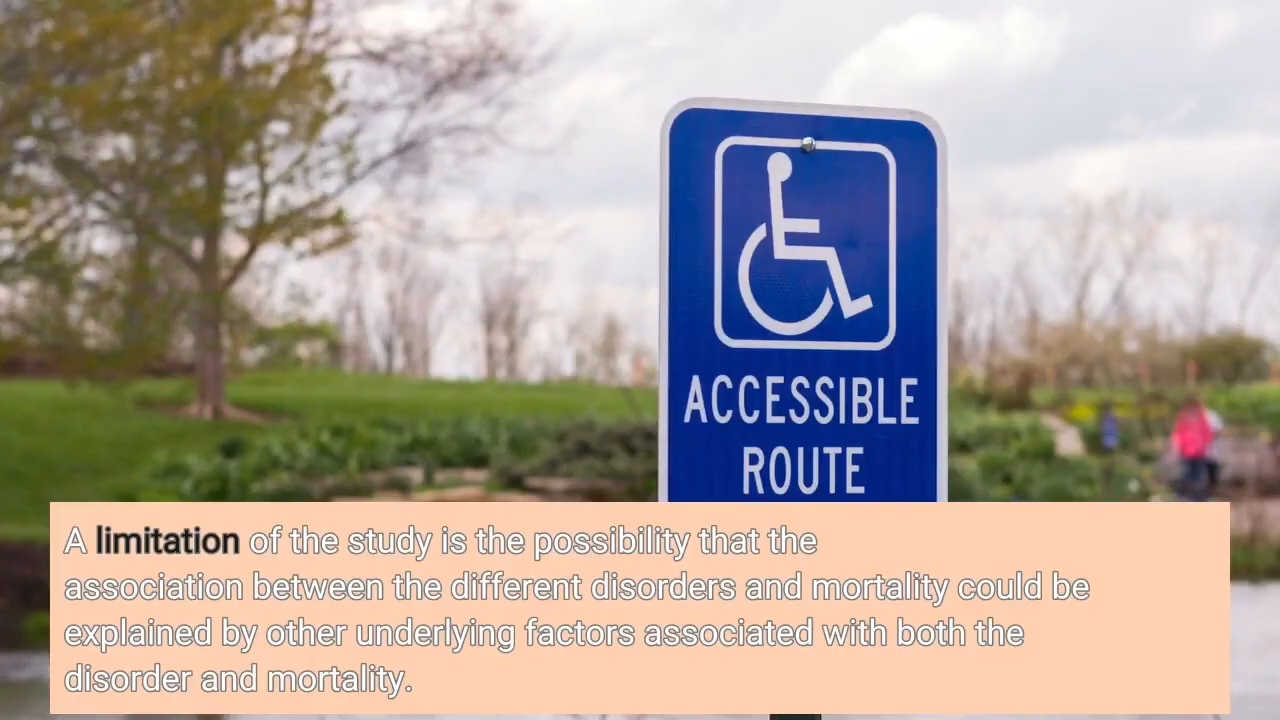 ACCESSIBLE
ROUTE
A limitation of the study is the possibility that the
association between the different disorders and mortality could be
explained by other underlying factors associated with both the
disorder and mortality.